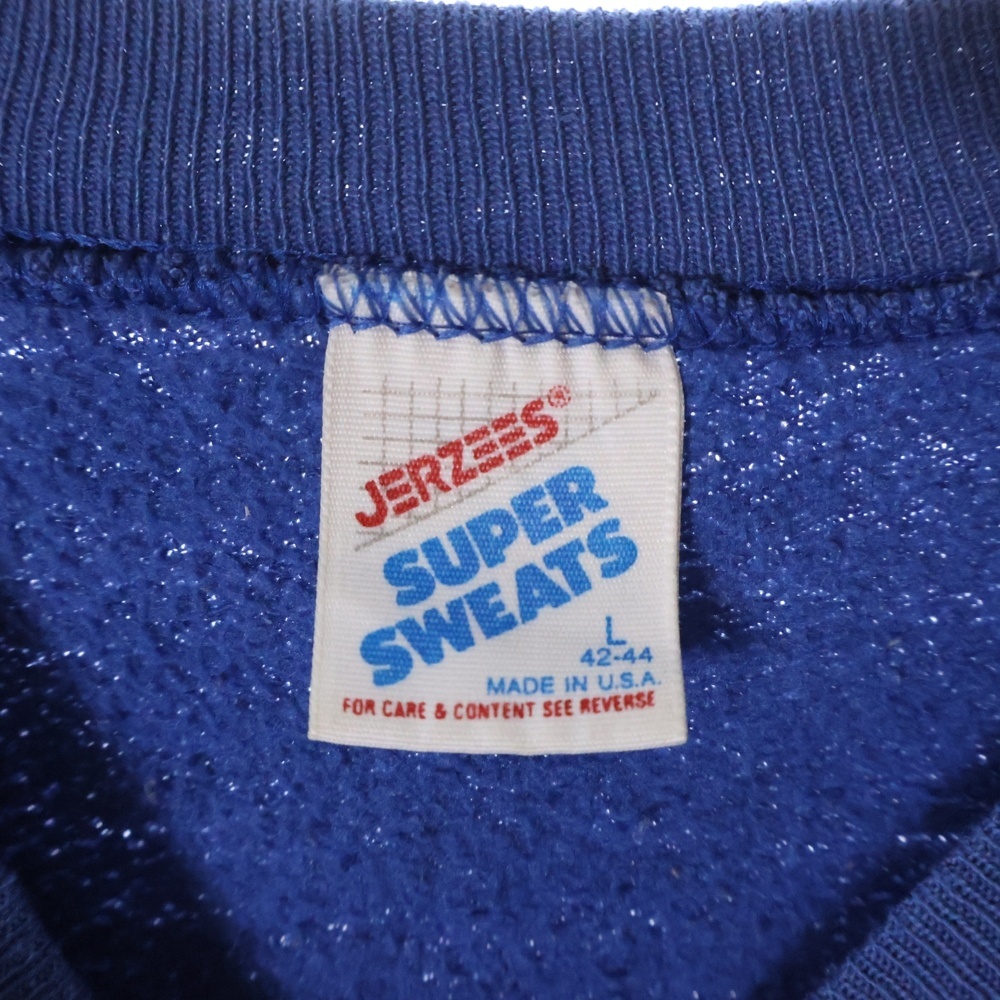 JERZEES®
SUPER
SWEATS
L
42-44
MADE IN U.S.A.
FOR CARE & CONTENT SEE REVERSE